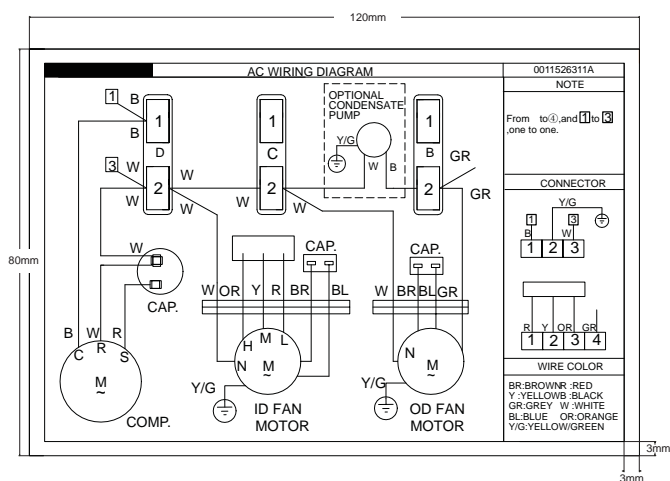 120mm
80mm
AC WIRING DIAGRAM
0011526311A
NOTE
From to④,and 1 to 3
,one to one.
1 B
B
1
D
3 W
W
2
W
W
1
C
2
W
W
OPTIONAL
CONDENSATE
PUMP
Y/G
W B
1
B
2
GR
GR
CONNECTOR
Y/G
1 3
B W
1 2 3
R Y OR GR
1 2 3 4
WIRE COLOR
BR:BROWNR :RED
Y :YELLOWB :BLACK
GR:GREY W :WHITE
BL:BLUE OR:ORANGE
Y/G:YELLOW/GREEN
W
CAP.
B W R
C R S
M
~
COMP.
CAP.
W OR Y R BR BL
H M L
N M
~
Y/G
ID FAN
MOTOR
CAP.
W BR BL GR
N
M
~
Y/G
OD FAN
MOTOR
3mm
3mm